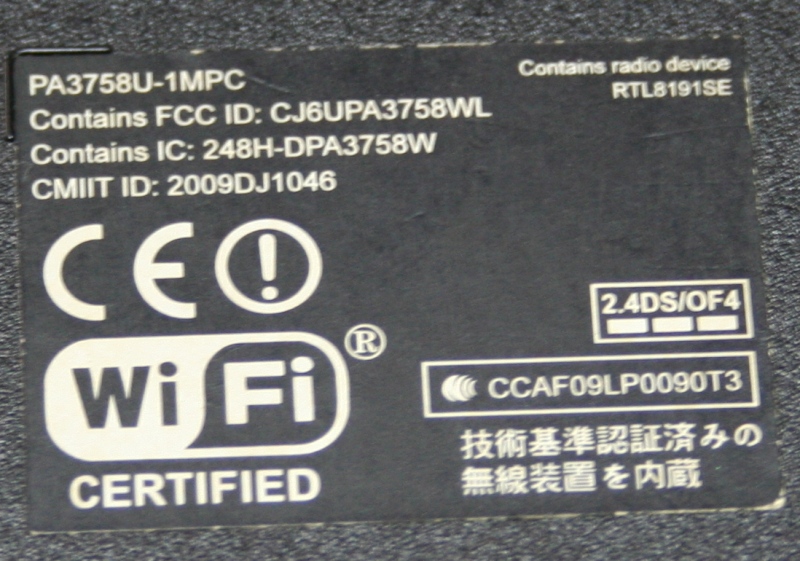 PA3758U-1MPC
Contains radio device
RTL8191SE
Contains FCC ID: CJ6UPA3758WL
Contains IC: 248H-DPA3758W
CMIIT ID: 2009DJ1046
CE
2.4DS/OF4
Wi Fi ®
CERTIFIED
CCAF09LP0090T3
技術基準認証済みの
無線装置を内蔵